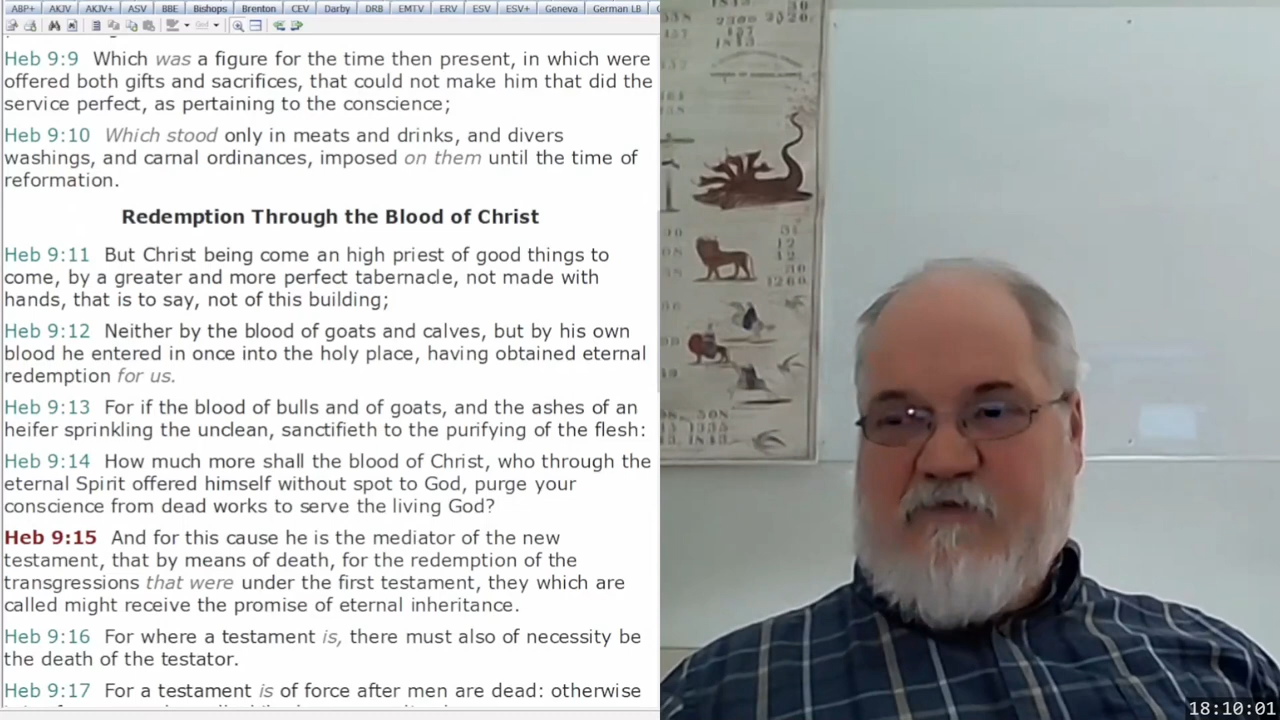 ABP+ AKJV AKJV+ ASV BBE Bishops Brenton CEV Darby DRB EMTV ERV ESV ESV+ Geneva German LB
Heb 9:9 Which was a figure for the time then present, in which were
offered both gifts and sacrifices, that could not make him that did the
service perfect, as pertaining to the conscience;
Heb 9:10 Which stood only in meats and drinks, and divers
washings, and carnal ordinances, imposed on them until the time of
reformation.
Redemption Through the Blood of Christ
Heb 9:11 But Christ being come an high priest of good things to
come, by a greater and more perfect tabernacle, not made with
hands, that is to say, not of this building;
Heb 9:12 Neither by the blood of goats and calves, but by his own
blood he entered in once into the holy place, having obtained eternal
redemption for us.
Heb 9:13 For if the blood of bulls and of goats, and the ashes of an
heifer sprinkling the unclean, sanctifieth to the purifying of the flesh:
Heb 9:14 How much more shall the blood of Christ, who through the
eternal Spirit offered himself without spot to God, purge your
conscience from dead works to serve the living God?
Heb 9:15 And for this cause he is the mediator of the new
testament, that by means of death, for the redemption of the
transgressions that were under the first testament, they which are
called might receive the promise of eternal inheritance.
Heb 9:16 For where a testament is, there must also of necessity be
the death of the testator.
Heb 9:17 For a testament is of force after men are dead: otherwise
30
2300 2520
457
1843
31
12
12
30
1260
508
1335
1843
18:10:01